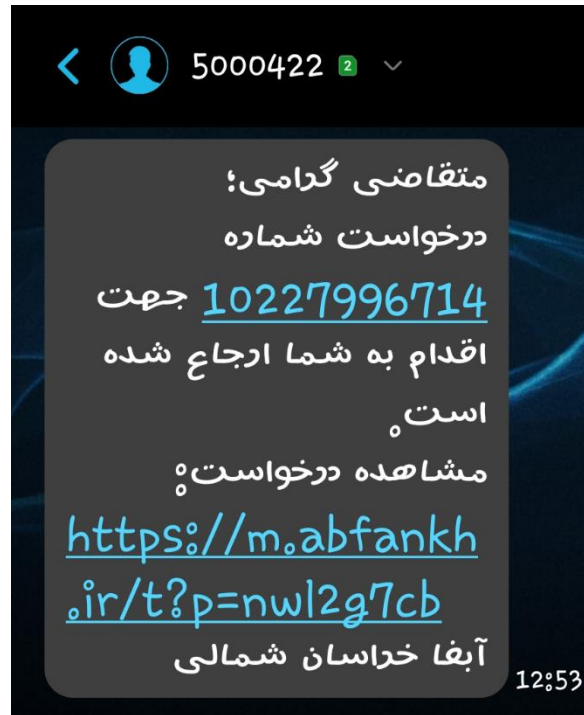 5000422 2
متقاضی گرامی؛
درخواست شماره
10227996714 جهت
اقدام به شما ارجاع شده
است.
مشاهده درخواست:
https://m.abfankh
.ir/t?p=nwl2g7cb
آبفا خراسان شمالی
12:53